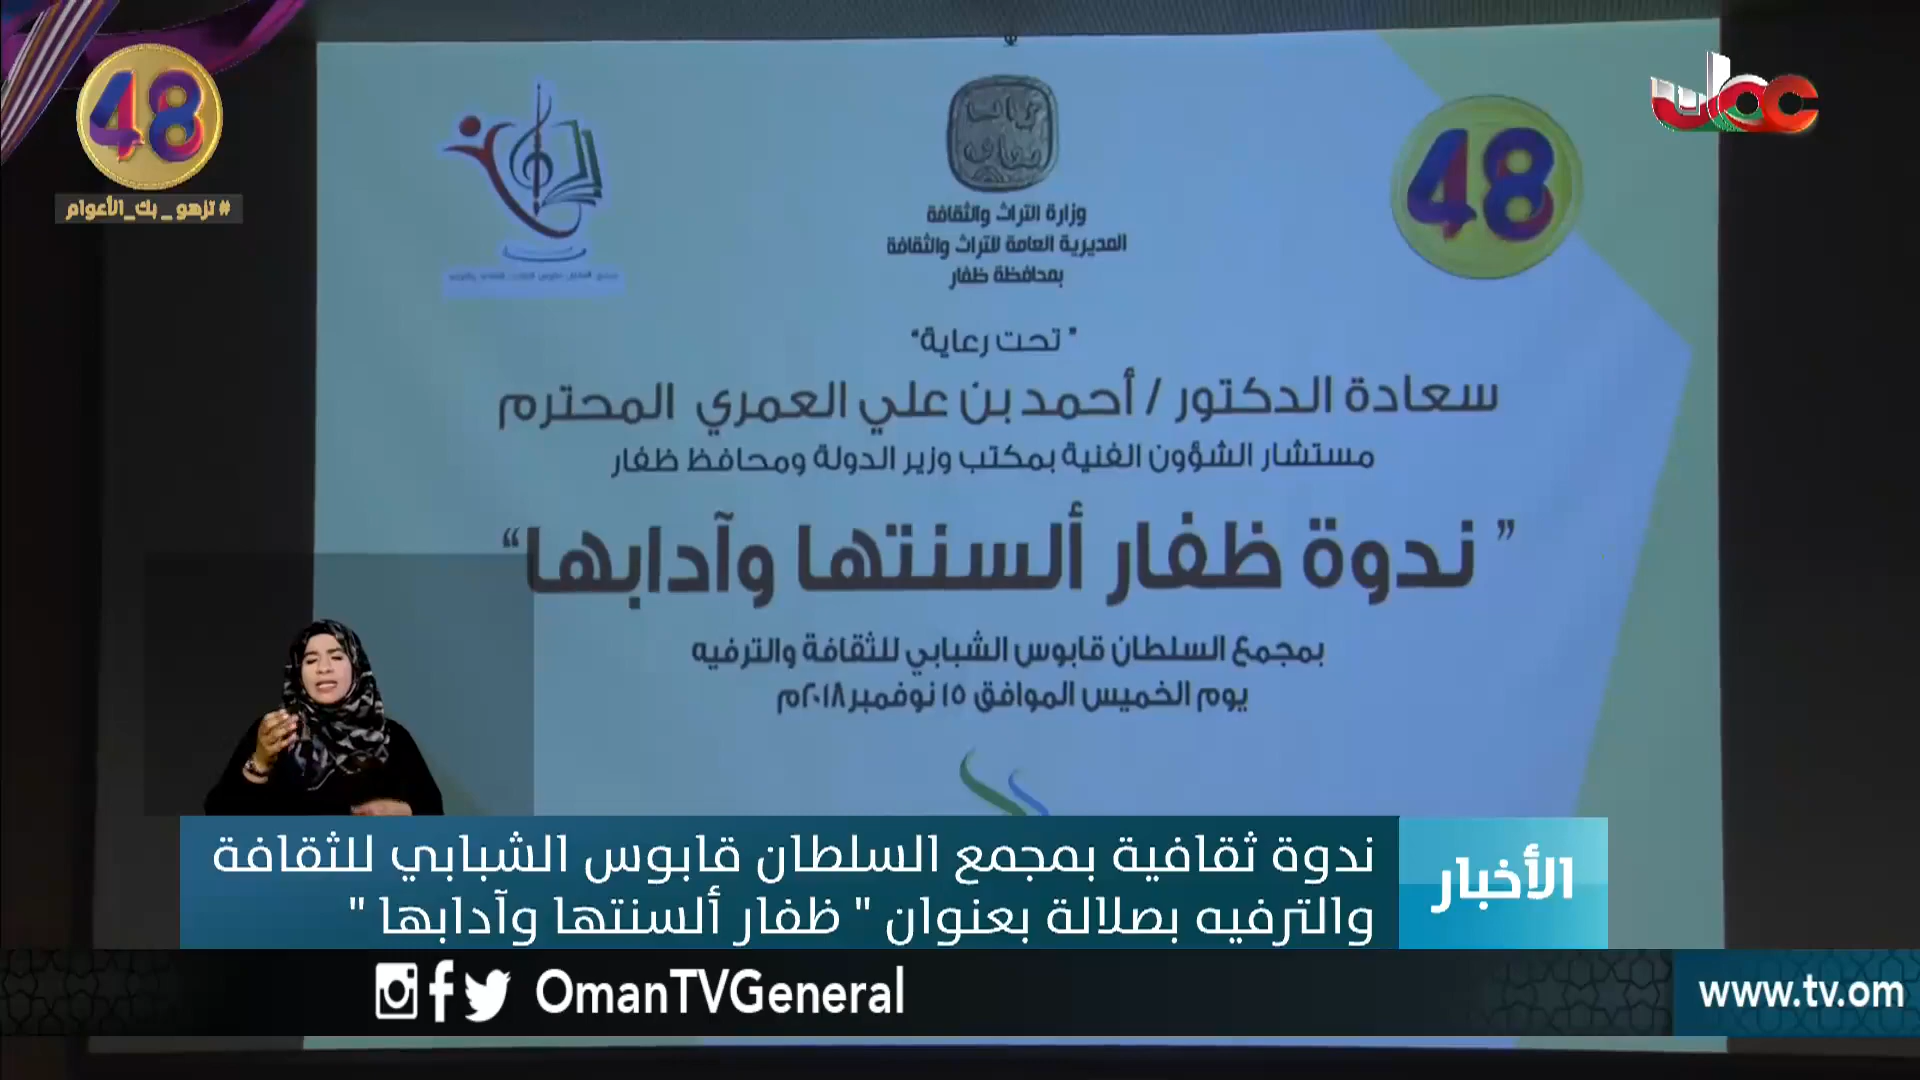 48
#تزهو_بك_الأعوام
عمان
48
وزارة التراث والثقافة
المديرية العامة للتراث والثقافة
بمحافظة ظفار
"تحت رعاية"
سعادة الدكتور / أحمد بن علي العمري المحترم
مستشار الشؤون الفنية بمكتب وزير الدولة ومحافظ ظفار
"ندوة ظفار ألسنتها وآدابها"
بمجمع السلطان قابوس الشبابي للثقافة والترفيه
يوم الخميس الموافق ١٥ نوفمبر ٢٠١٨م
الأخبار
ندوة ثقافية بمجمع السلطان قابوس الشبابي للثقافة
والترفيه بصلالة بعنوان " ظفار ألسنتها وآدابها "
OmanTVGeneral
www.tv.om